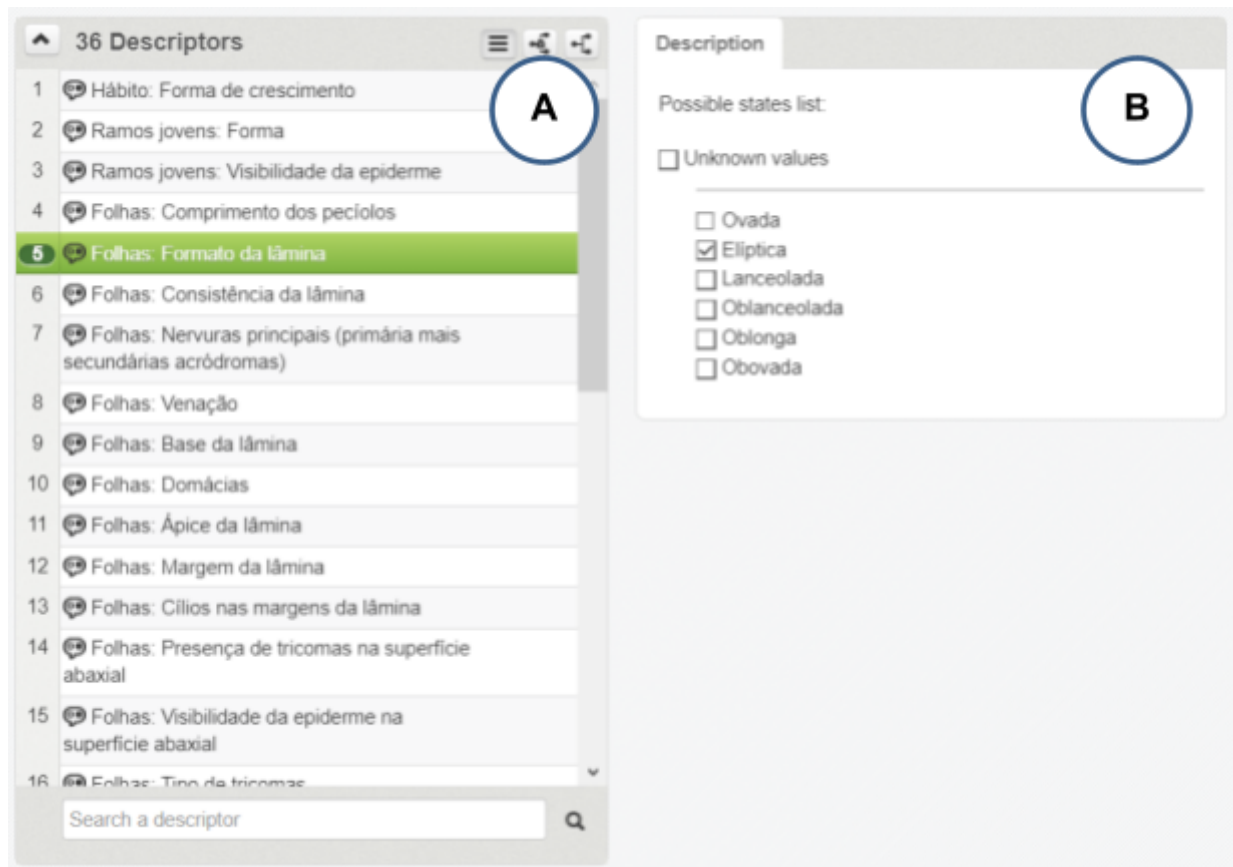 36 Descriptors
1 Hábito: Forma de crescimento
2 Ramos jovens: Forma
3 Ramos jovens: Visibilidade da epiderme
4 Folhas: Comprimento dos pecíolos
5 Folhas: Formato da lâmina
6 Folhas: Consistência da lâmina
7 Folhas: Nervuras principais (primária mais
secundárias acródromas)
8 Folhas: Venação
9 Folhas: Base da lâmina
10 Folhas: Domácias
11 Folhas: Ápice da lâmina
12 Folhas: Margem da lâmina
13 Folhas: Cílios nas margens da lâmina
14 Folhas: Presença de tricomas na superfície
abaxial
15 Folhas: Visibilidade da epiderme na
superfície abaxial
16 Folhas: Tipo de tricomas
Search a descriptor
A
Description
Possible states list:
B
Unknown values
Ovada
Elíptica
Lanceolada
Oblanceolada
Oblonga
Obovada